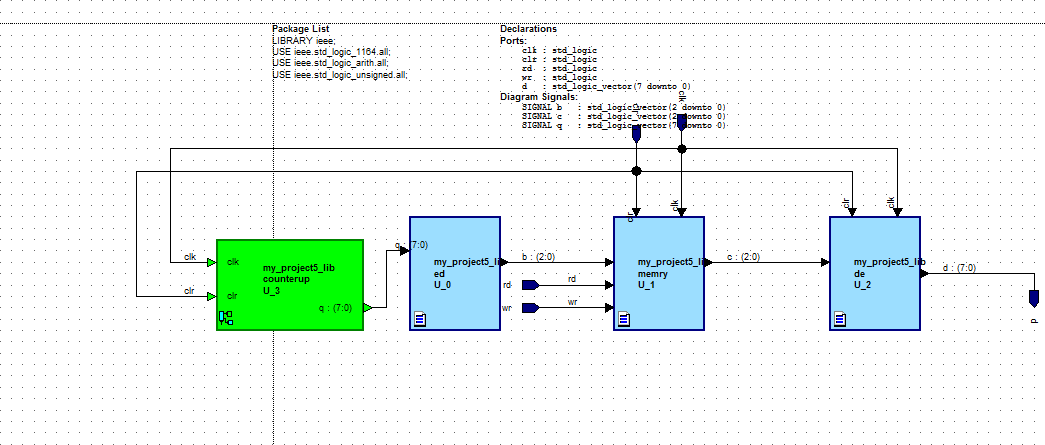 Package List
LIBRARY ieee;
USE ieee.std_logic_1164.all;
USE ieee.std_logic_arith.all;
USE ieee.std_logic_unsigned.all;
Declarations
Ports:
clk : std_logic
clr : std_logic
rd : std_logic
wr : std_logic
d : std_logic_vector(7 downto 0)
Diagram Signals:
SIGNAL b : std_logic_vector(2 downto 0)
SIGNAL c : std_logic_vector(2 downto 0)
SIGNAL q : std_logic_vector(7 downto 0)
clr
clk
clk
clr
clk
clr
my_project5_lib
counterup
U_3
q : (7:0)
q : (7:0)
my_project5_lib
ed
U_0
b : (2:0)
rd
rd
wr
wr
clr
clk
my_project5_lib
memry
U_1
c : (2:0)
clr
clk
my_project5_lib
de
U_2
d : (7:0)
d